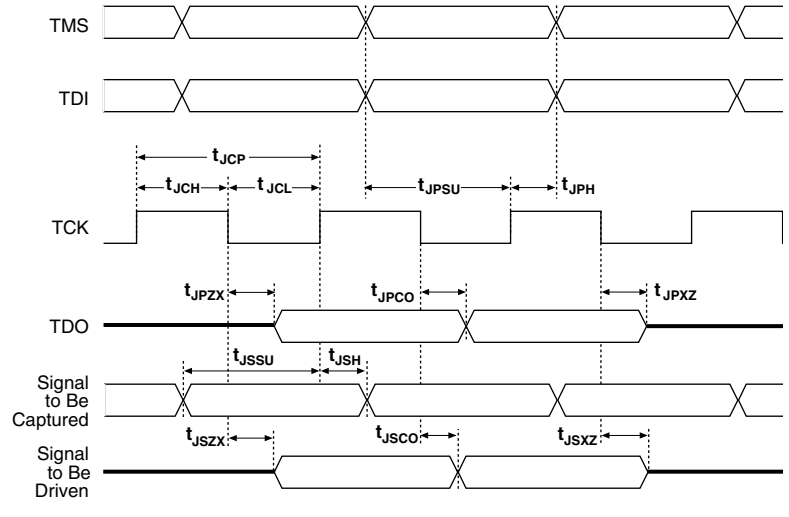 TMS
TDI
tJCP
tJCH
tJCL
tJPSU
tJPH
TCK
tJPZX
tJPCO
tJPXZ
TDO
tJSSU
tJSH
Signal
to Be
Captured
tJSZX
tJSCO
tJSXZ
Signal
to Be
Driven